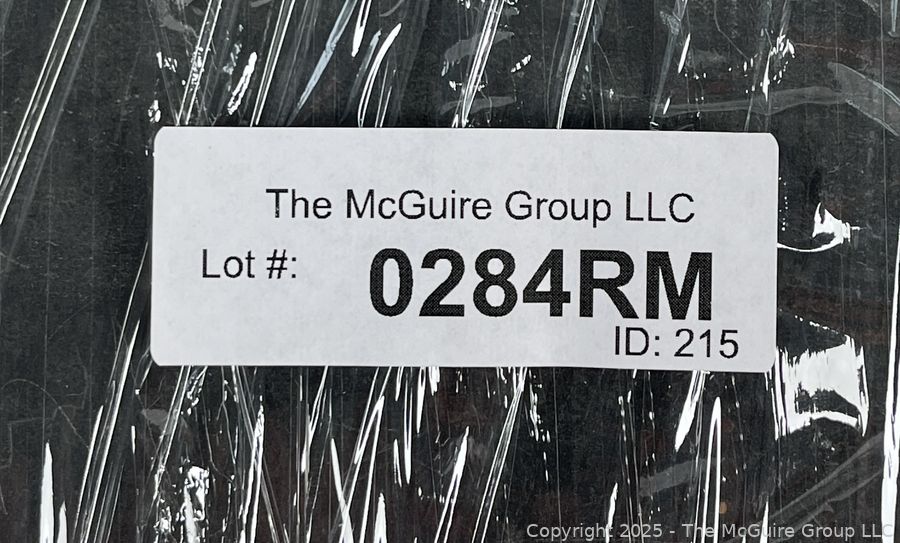 The McGuire Group LLC
Lot #: 0284RM
ID: 215
Copyright 2025 - The McGuire Group LLC